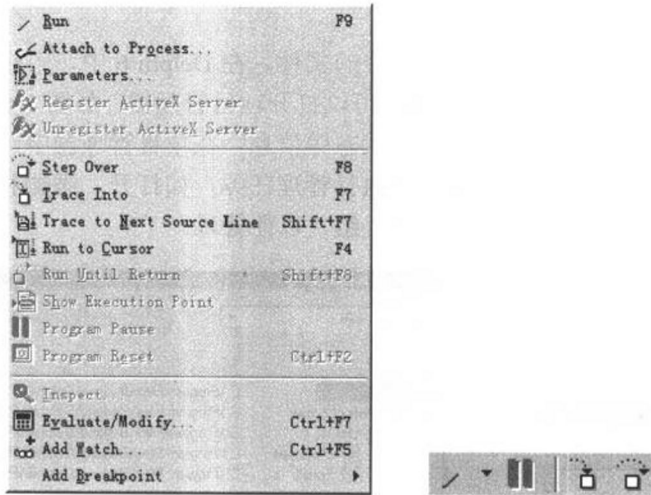 Run F9
Attach to Process...
Parameters...
Register ActiveX Server
Unregister ActiveX Server
Step Over F8
Trace Into F7
Trace to Next Source Line Shift+F7
Run to Cursor F4
Run Until Return Shift+F8
Show Execution Point
Program Pause
Program Reset Ctrl+F2
Inspect...
Evaluate/Modify... Ctrl+F7
Add Watch... Ctrl+F5
Add Breakpoint